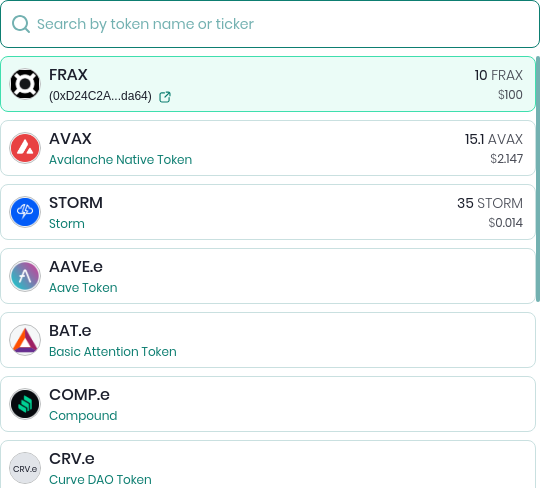 Search by token name or ticker
FRAX
10 FRAX
(0xD24C2A...da64)
$100
AVAX
15.1 AVAX
Avalanche Native Token
$2.147
STORM
35 STORM
Storm
$0.014
AAVE.e
Aave Token
BAT.e
Basic Attention Token
COMP.e
Compound
CRV.e
CRV.e
Curve DAO Token